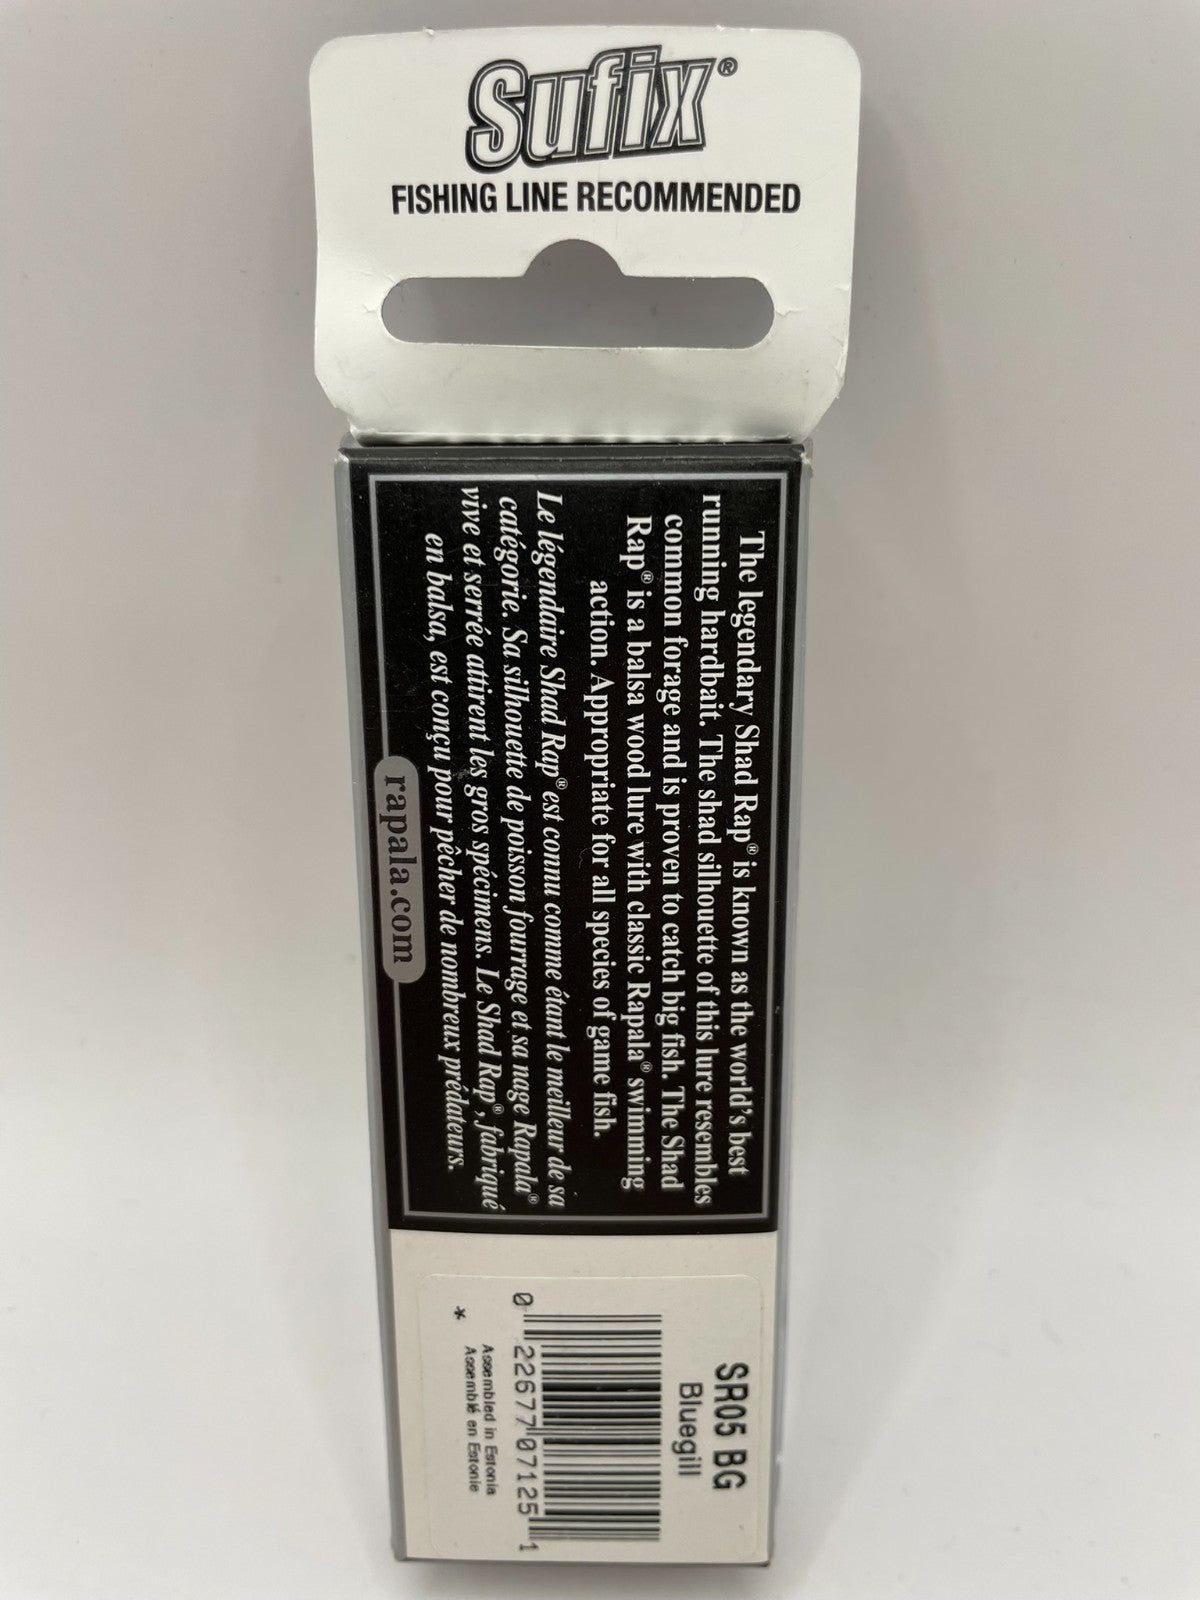 Sufix®
FISHING LINE RECOMMENDED
The legendary Shad Rap® is known as the world's best
running hardbait. The shad silhouette of this lure resembles
common forage and is proven to catch big fish. The Shad
Rap® is a balsa wood lure with classic Rapala® swimming
action. Appropriate for all species of game fish.
Le légendaire Shad Rap® est connu comme étant le meilleur de sa
catégorie. Sa silhouette de poisson fourrage et sa nage Rapala®
vive et serrée attirent les gros spécimens. Le Shad Rap®, fabriqué
en balsa, est conçu pour pêcher de nombreux prédateurs.
rapala.com
SR05 BG
Bluegill
0 22677 07125 1
Assembled in Estonia
Assemblé en Estonie
*